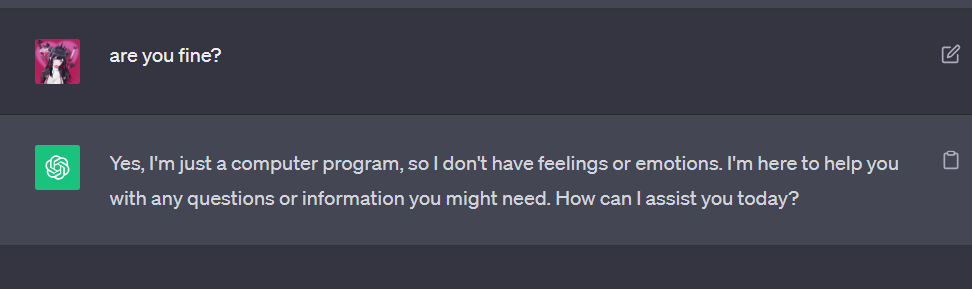 are you fine?
Yes, I'm just a computer program, so I don't have feelings or emotions. I'm here to help you
with any questions or information you might need. How can I assist you today?